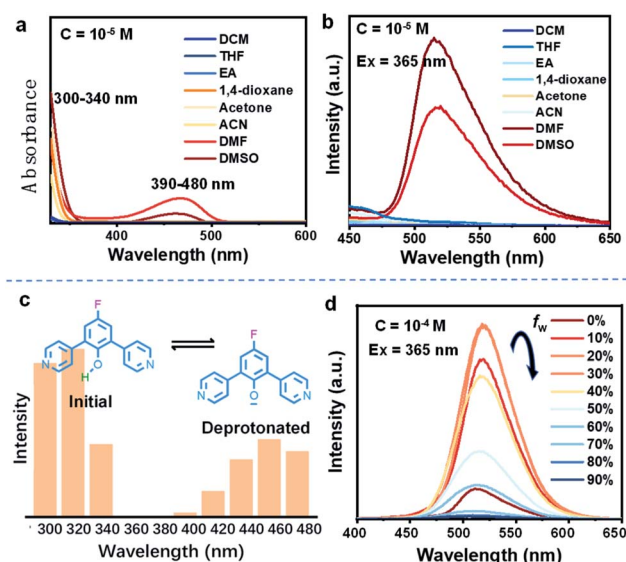 a
C = 10⁻⁵ M
DCM
THF
EA
1,4-dioxane
Acetone
ACN
DMF
DMSO
300-340 nm
390-480 nm
Absorbance
400
500
600
Wavelength (nm)
b
C = 10⁻⁵ M
Ex = 365 nm
DCM
THF
EA
1,4-dioxane
Acetone
ACN
DMF
DMSO
Intensity (a.u.)
450
500
550
600
650
Wavelength (nm)
c
F
N
N
H
O
Initial
F
N
N
O
Deprotonated
Intensity
300 320 340 360 380 400 420 440 460 480
Wavelength (nm)
d
C = 10⁻⁴ M
Ex = 365 nm
fw
0%
10%
20%
30%
40%
50%
60%
70%
80%
90%
Intensity (a.u.)
400 450 500 550 600 650
Wavelength (nm)